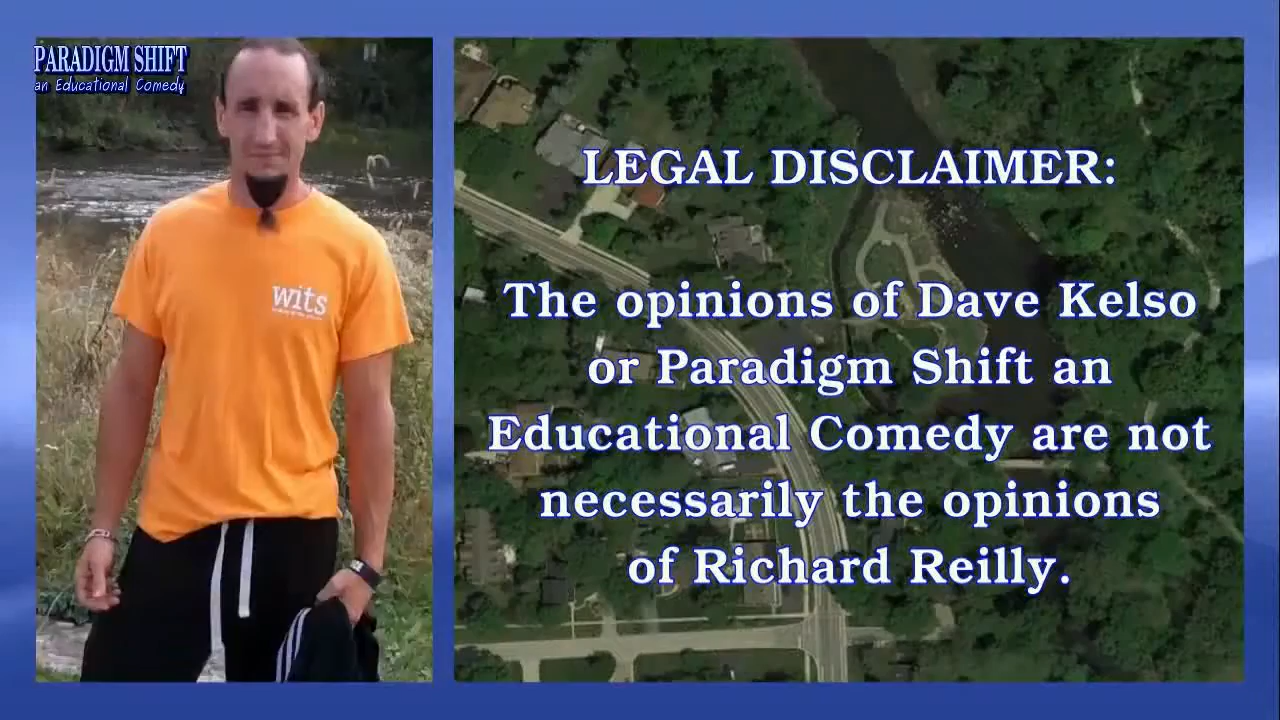 PARADIGM SHIFT
an Educational Comedy
wits
LEGAL DISCLAIMER:
The opinions of Dave Kelso
or Paradigm Shift an
Educational Comedy are not
necessarily the opinions
of Richard Reilly.